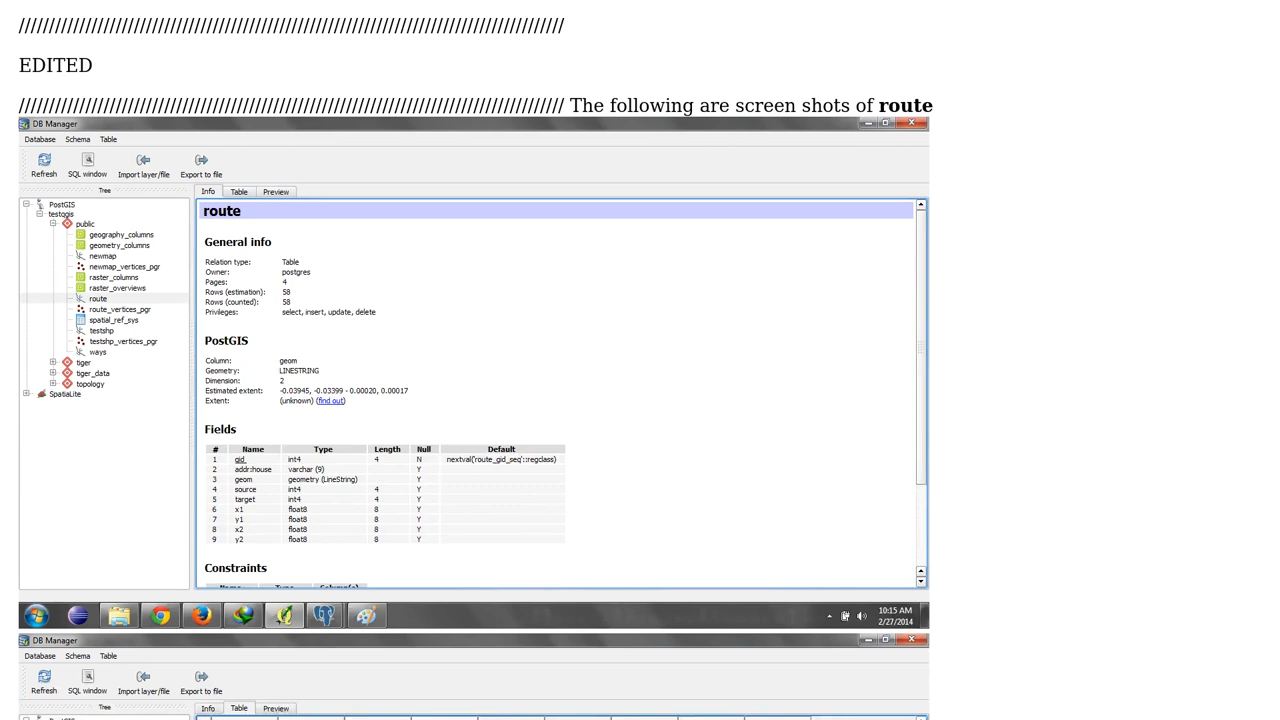 ////////////////////////////////////////////////////////////////////////////////////////////
EDITED
//////////////////////////////////////////////////////////////////////////////////////////// The following are screen shots of route
DB Manager
Database Schema Table
Refresh SQL window Import layer/file Export to file
Tree
Info Table Preview
PostGIS
testogis
public
geography_columns
geometry_columns
newmap
newmap_vertices_pgr
raster_columns
raster_overviews
route
route_vertices_pgr
spatial_ref_sys
testshp
testshp_vertices_pgr
ways
tiger
tiger_data
topology
SpatiaLite
route
General info
Relation type: Table
Owner: postgres
Pages: 4
Rows (estimation): 58
Rows (counted): 58
Privileges: select, insert, update, delete
PostGIS
Column: geom
Geometry: LINESTRING
Dimension: 2
Estimated extent: -0.03945, -0.03399 - 0.00020, 0.00017
Extent: (unknown) (find out)
Fields
# Name Type Length Null Default
1 gid int4 4 N nextval('route_gid_seq'::regclass)
2 addr:house varchar (9) Y
3 geom geometry (LineString) Y
4 source int4 4 Y
5 target int4 4 Y
6 x1 float8 8 Y
7 y1 float8 8 Y
8 x2 float8 8 Y
9 y2 float8 8 Y
Constraints
Name Type Column(s)
10:15 AM
2/27/2014
DB Manager
Database Schema Table
Refresh SQL window Import layer/file Export to file
Tree
Info Table Preview
PostGIS